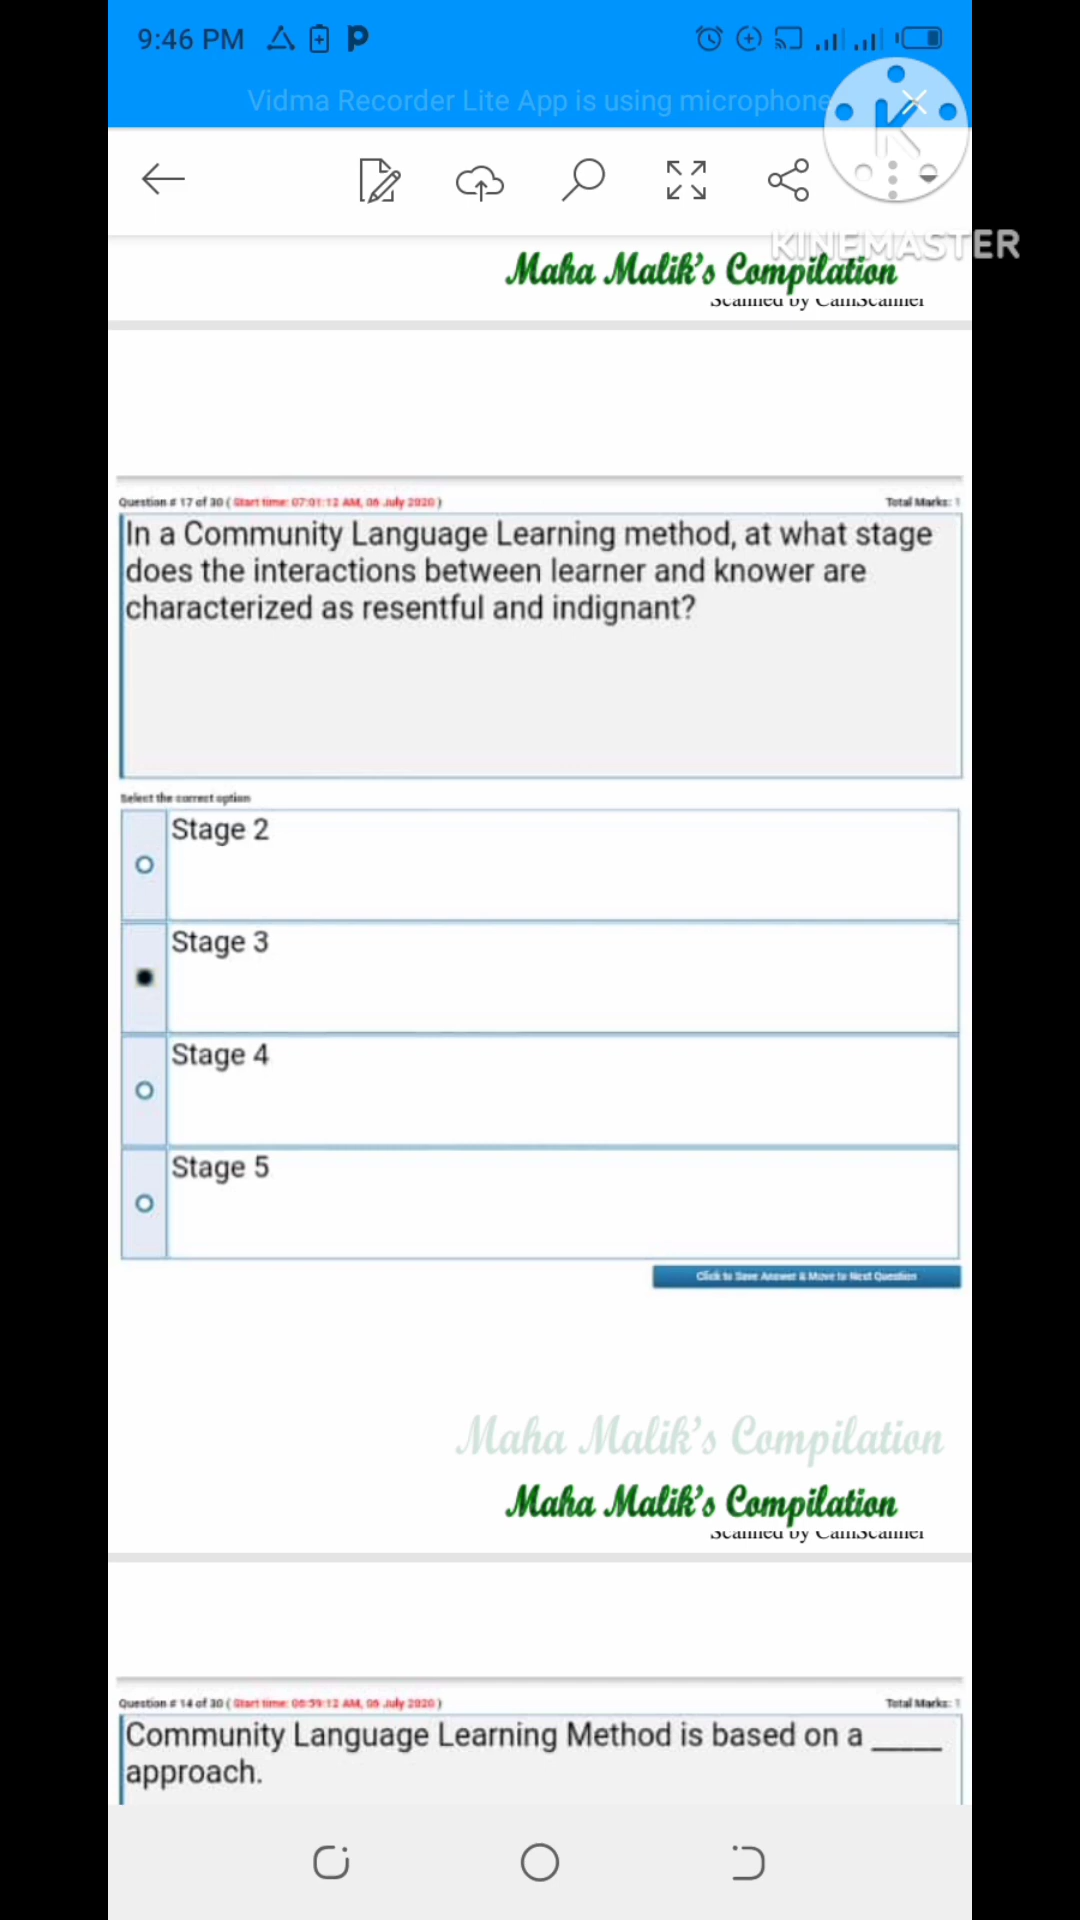 9:46 PM
Vidma Recorder Lite App is using microphone
KINEMASTER
Maha Malik's Compilation
Scanned by CamScanner
Question # 17 of 30 ( Start time: 07:01:12 AM, 06 July 2020 )
Total Marks: 1
In a Community Language Learning method, at what stage
does the interactions between learner and knower are
characterized as resentful and indignant?
Select the correct option
Stage 2
Stage 3
Stage 4
Stage 5
Click to Save Answer & Move to Next Question
Maha Malik's Compilation
Maha Malik's Compilation
Scanned by CamScanner
Question # 14 of 30 ( Start time: 06:59:12 AM, 06 July 2020 )
Total Marks: 1
Community Language Learning Method is based on a _____
approach.